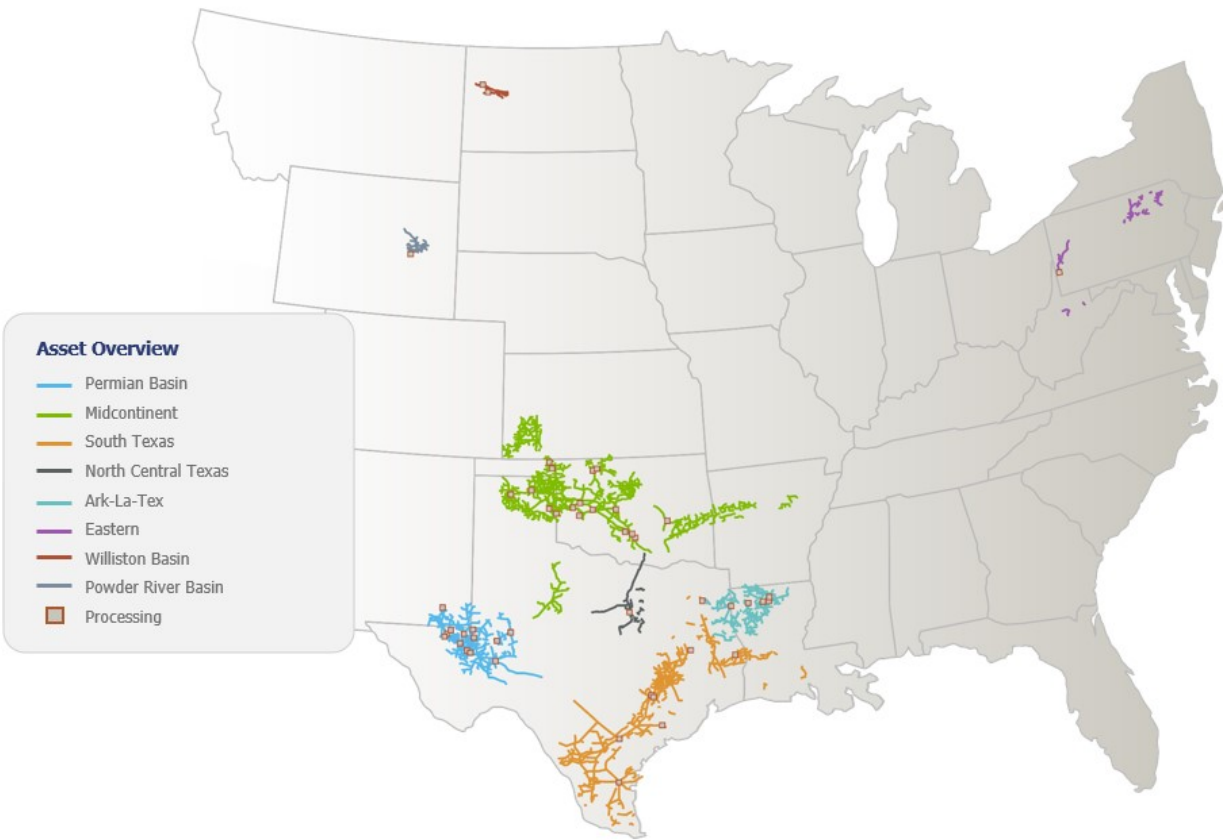 Asset Overview
Permian Basin
Midcontinent
South Texas
North Central Texas
Ark-La-Tex
Eastern
Williston Basin
Powder River Basin
Processing